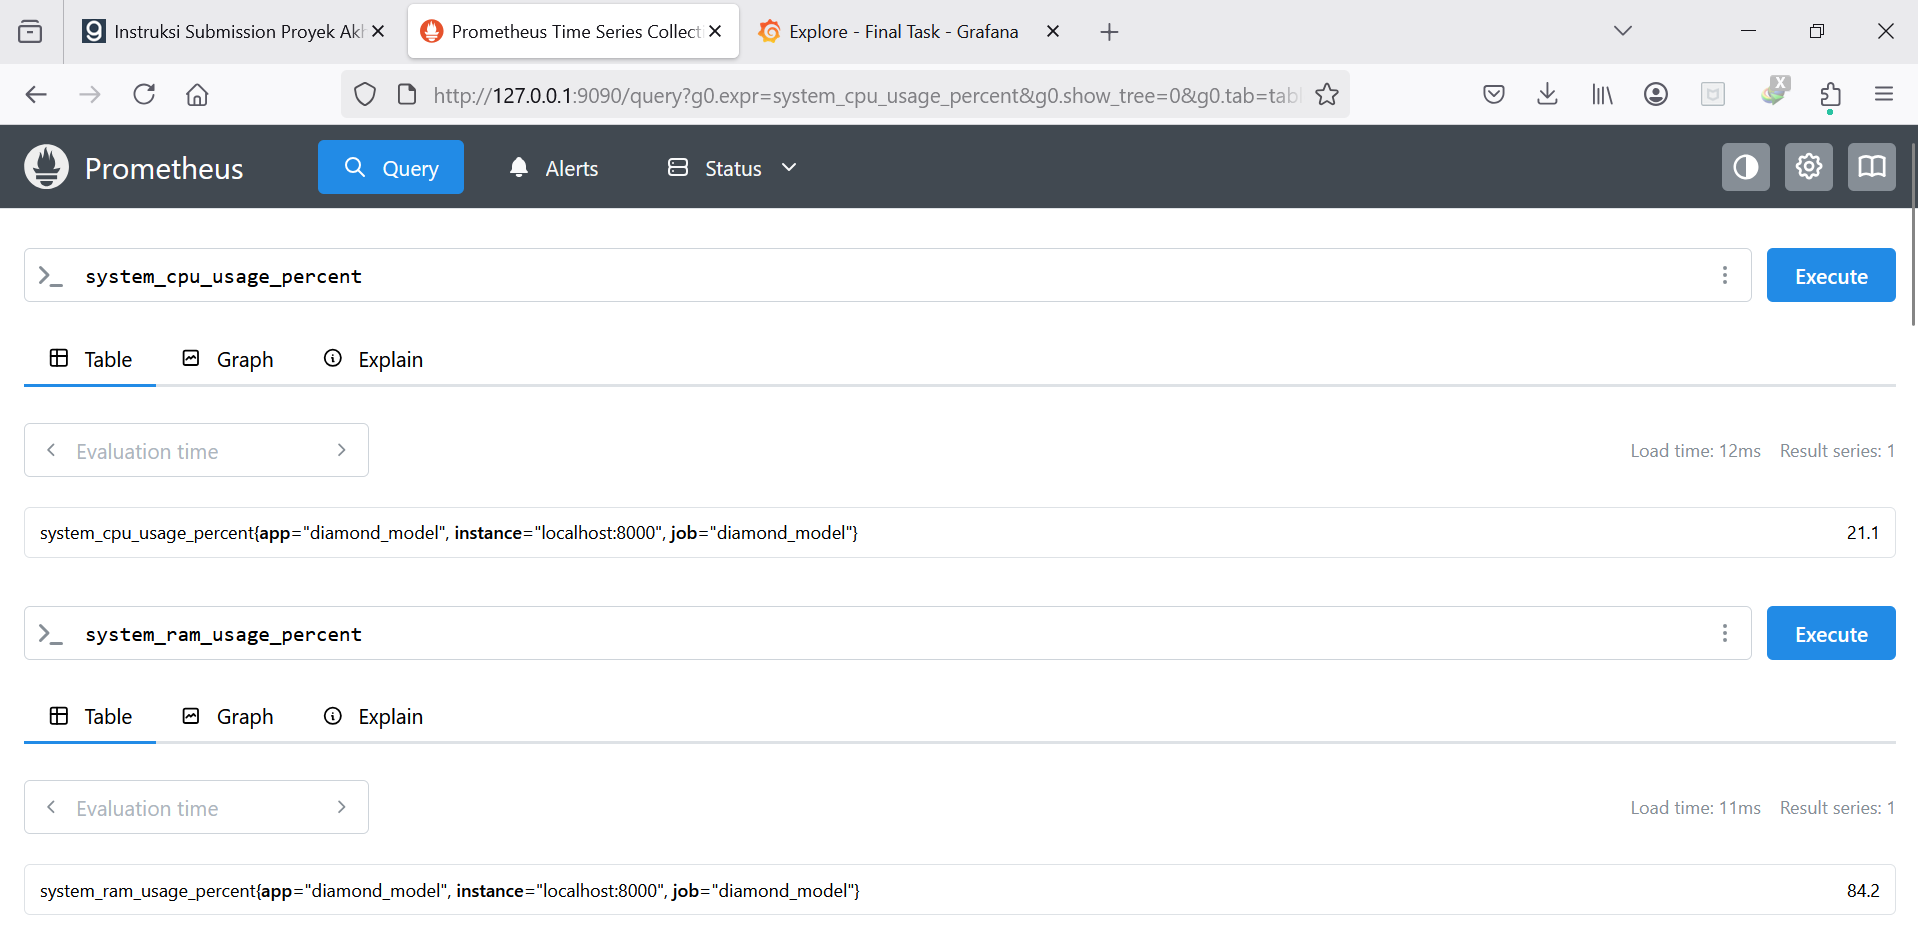 Instruksi Submission Proyek Akh
Prometheus Time Series Collecti
Explore - Final Task - Grafana
http://127.0.0.1:9090/query?g0.expr=system_cpu_usage_percent&g0.show_tree=0&g0.tab=tabl
Prometheus
Query
Alerts
Status
>_ system_cpu_usage_percent
Execute
Table
Graph
Explain
Evaluation time
Load time: 12ms Result series: 1
system_cpu_usage_percent{app="diamond_model", instance="localhost:8000", job="diamond_model"} 21.1
>_ system_ram_usage_percent
Execute
Table
Graph
Explain
Evaluation time
Load time: 11ms Result series: 1
system_ram_usage_percent{app="diamond_model", instance="localhost:8000", job="diamond_model"} 84.2